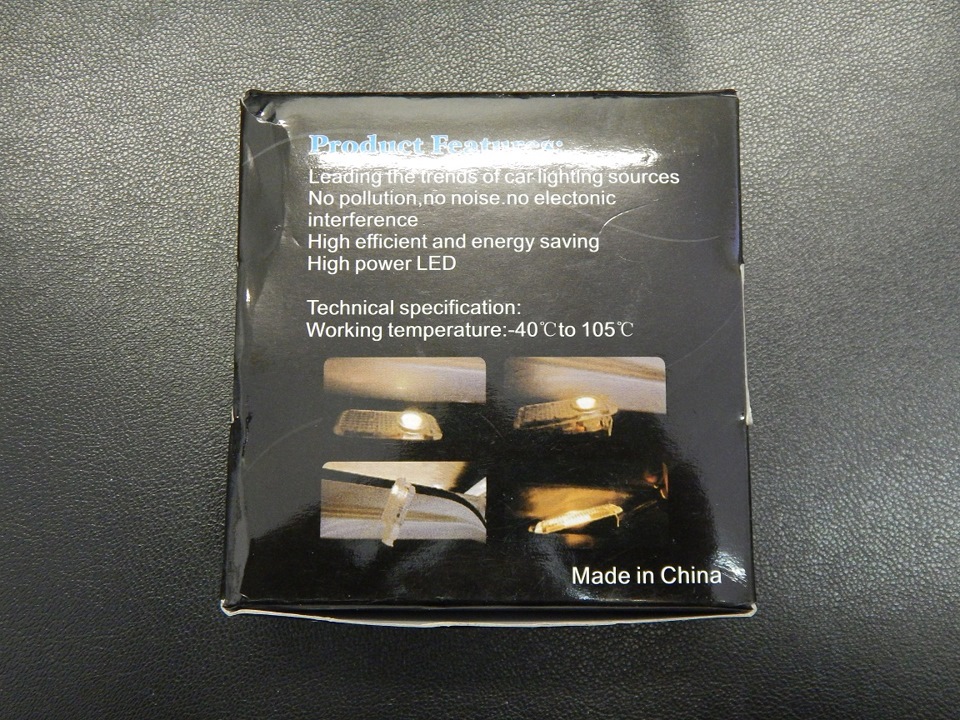 Product Features:
Leading the trends of car lighting sources
No pollution,no noise.no electonic
interference
High efficient and energy saving
High power LED
Technical specification:
Working temperature:-40℃to 105℃
Made in China